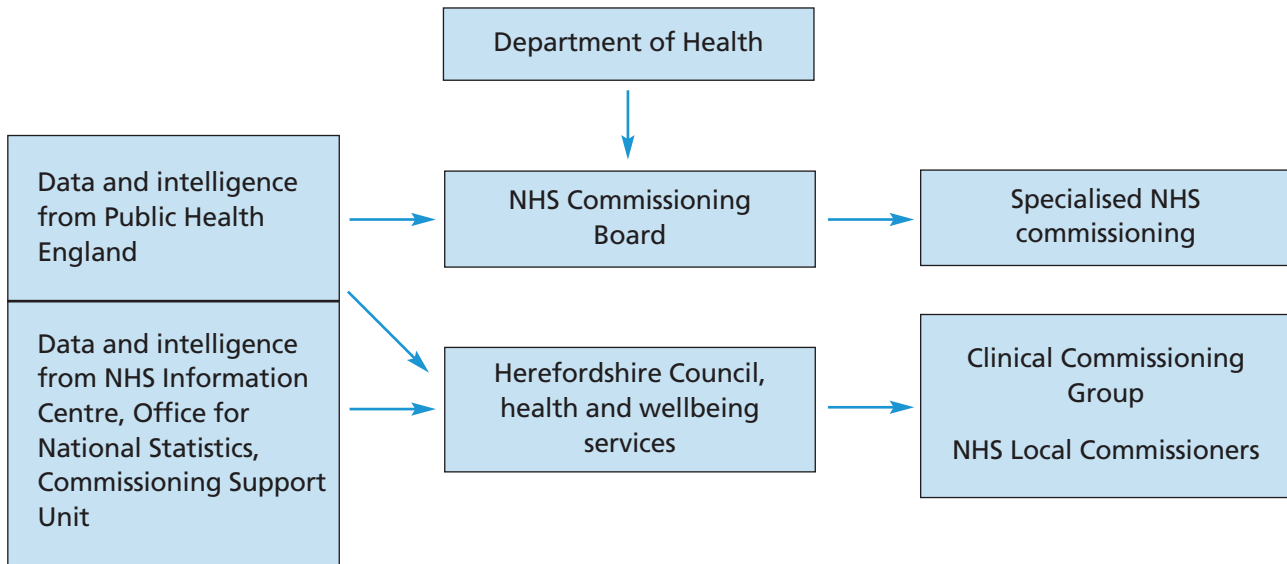 Department of Health
Data and intelligence
from Public Health
England
NHS Commissioning
Board
Specialised NHS
commissioning
Data and intelligence
from NHS Information
Centre, Office for
National Statistics,
Commissioning Support
Unit
Herefordshire Council,
health and wellbeing
services
Clinical Commissioning
Group
NHS Local Commissioners